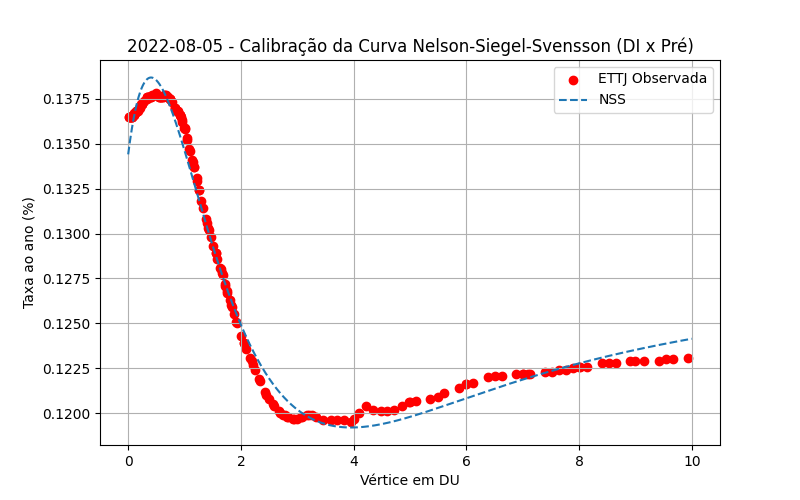 2022-08-05 - Calibração da Curva Nelson-Siegel-Svensson (DI x Pré)
ETTJ Observada
NSS
0.1375
0.1350
0.1325
0.1300
0.1275
0.1250
0.1225
0.1200
Taxa ao ano (%)
0 2 4 6 8 10
Vértice em DU